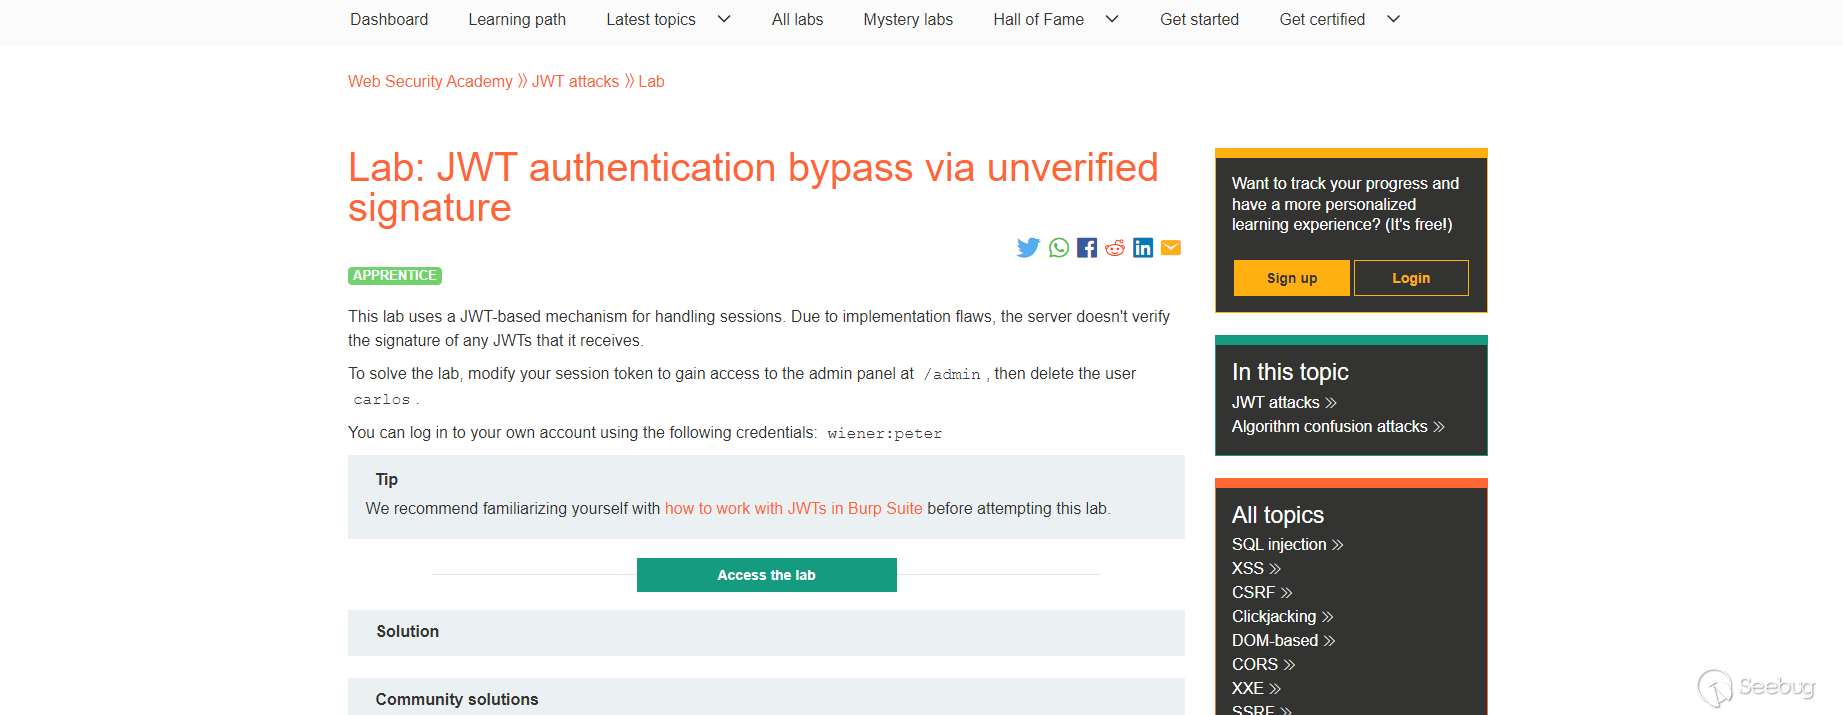 Dashboard Learning path Latest topics All labs Mystery labs Hall of Fame Get started Get certified
Web Security Academy » JWT attacks » Lab
Lab: JWT authentication bypass via unverified
signature
APPRENTICE
This lab uses a JWT-based mechanism for handling sessions. Due to implementation flaws, the server doesn't verify
the signature of any JWTs that it receives.
To solve the lab, modify your session token to gain access to the admin panel at /admin , then delete the user
carlos .
You can log in to your own account using the following credentials: wiener:peter
Tip
We recommend familiarizing yourself with how to work with JWTs in Burp Suite before attempting this lab.
Access the lab
Solution
Community solutions
Want to track your progress and
have a more personalized
learning experience? (It's free!)
Sign up Login
In this topic
JWT attacks »
Algorithm confusion attacks »
All topics
SQL injection »
XSS »
CSRF »
Clickjacking »
DOM-based »
CORS »
XXE »
SSRF »
Seebug